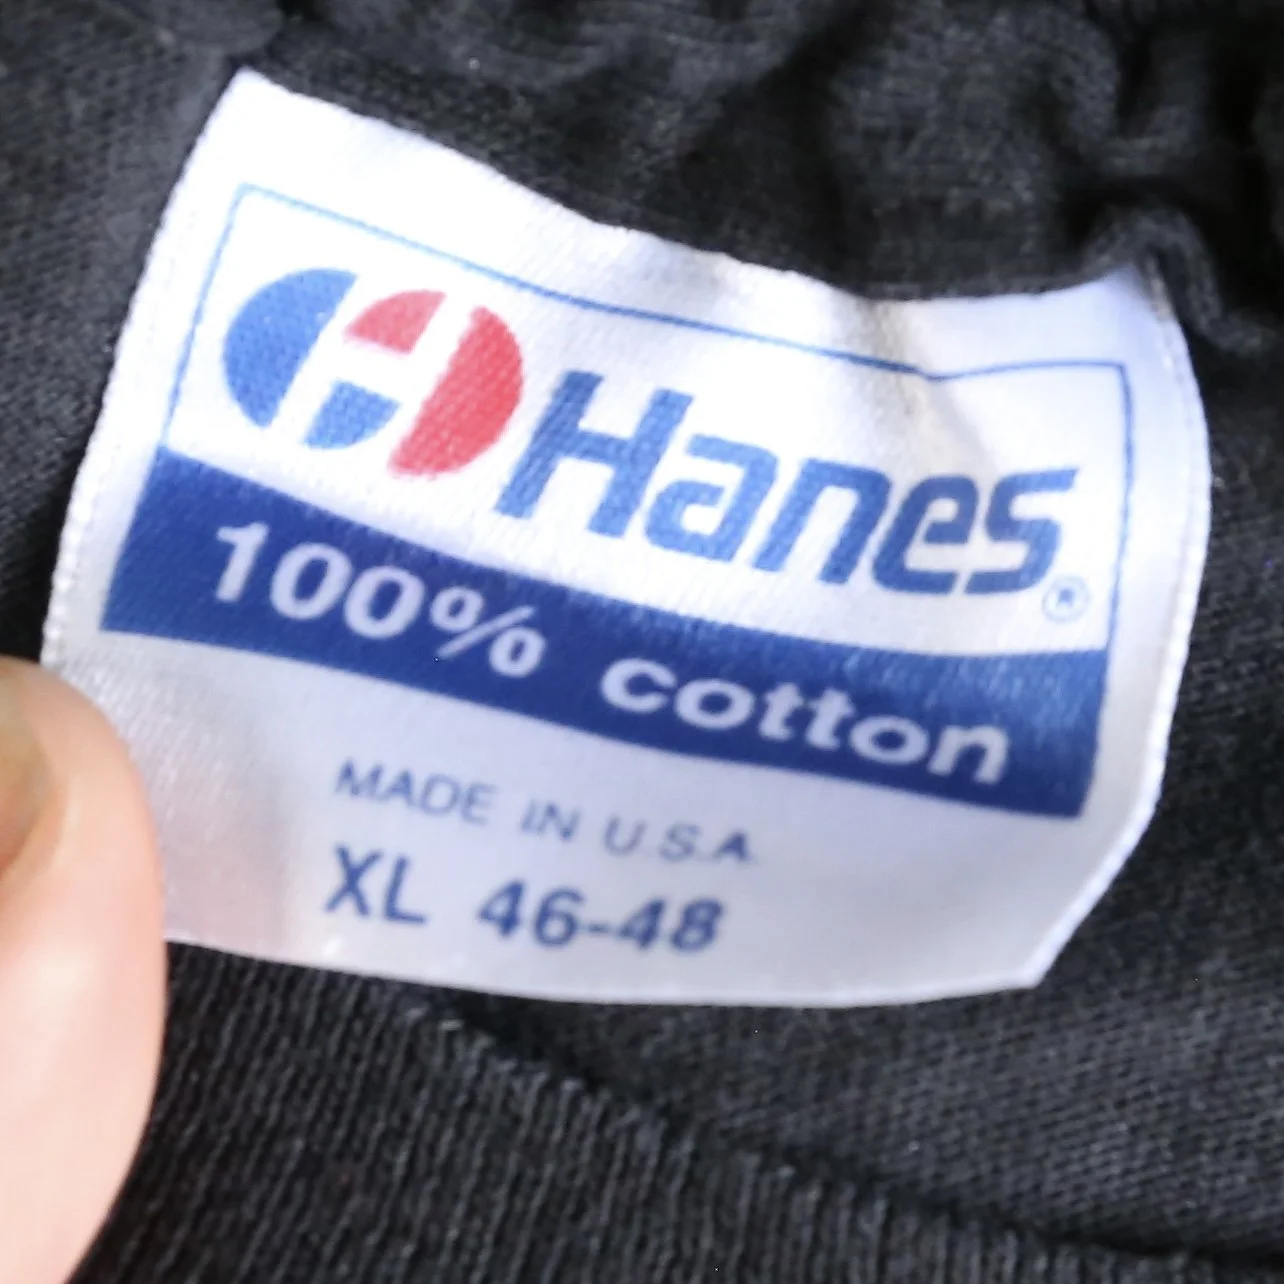 Hanes®
100% cotton
MADE IN U.S.A.
XL 46-48